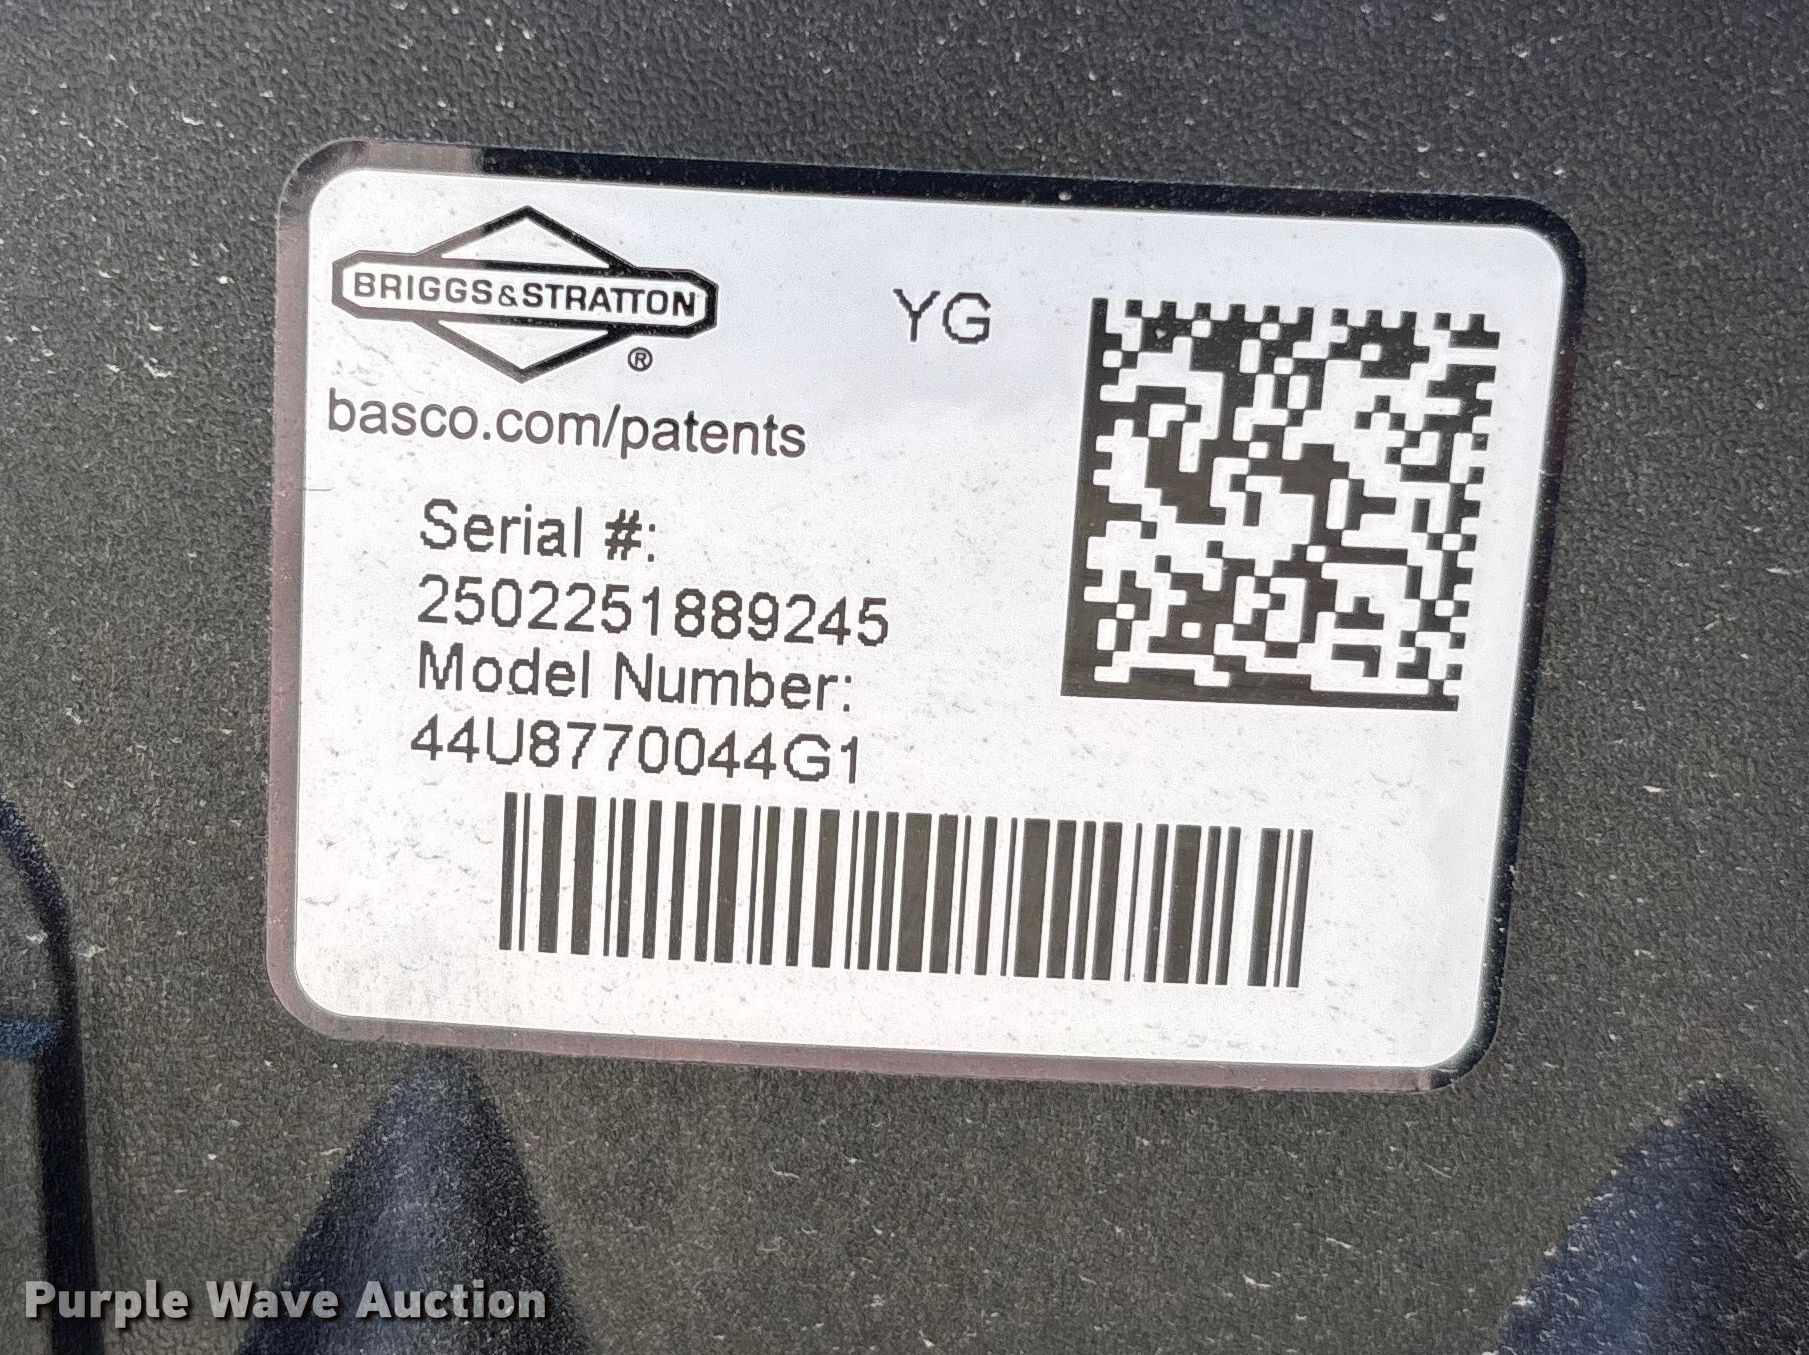 BRIGGS&STRATTON
®
YG
basco.com/patents
Serial #:
2502251889245
Model Number:
44U8770044G1
Purple Wave Auction